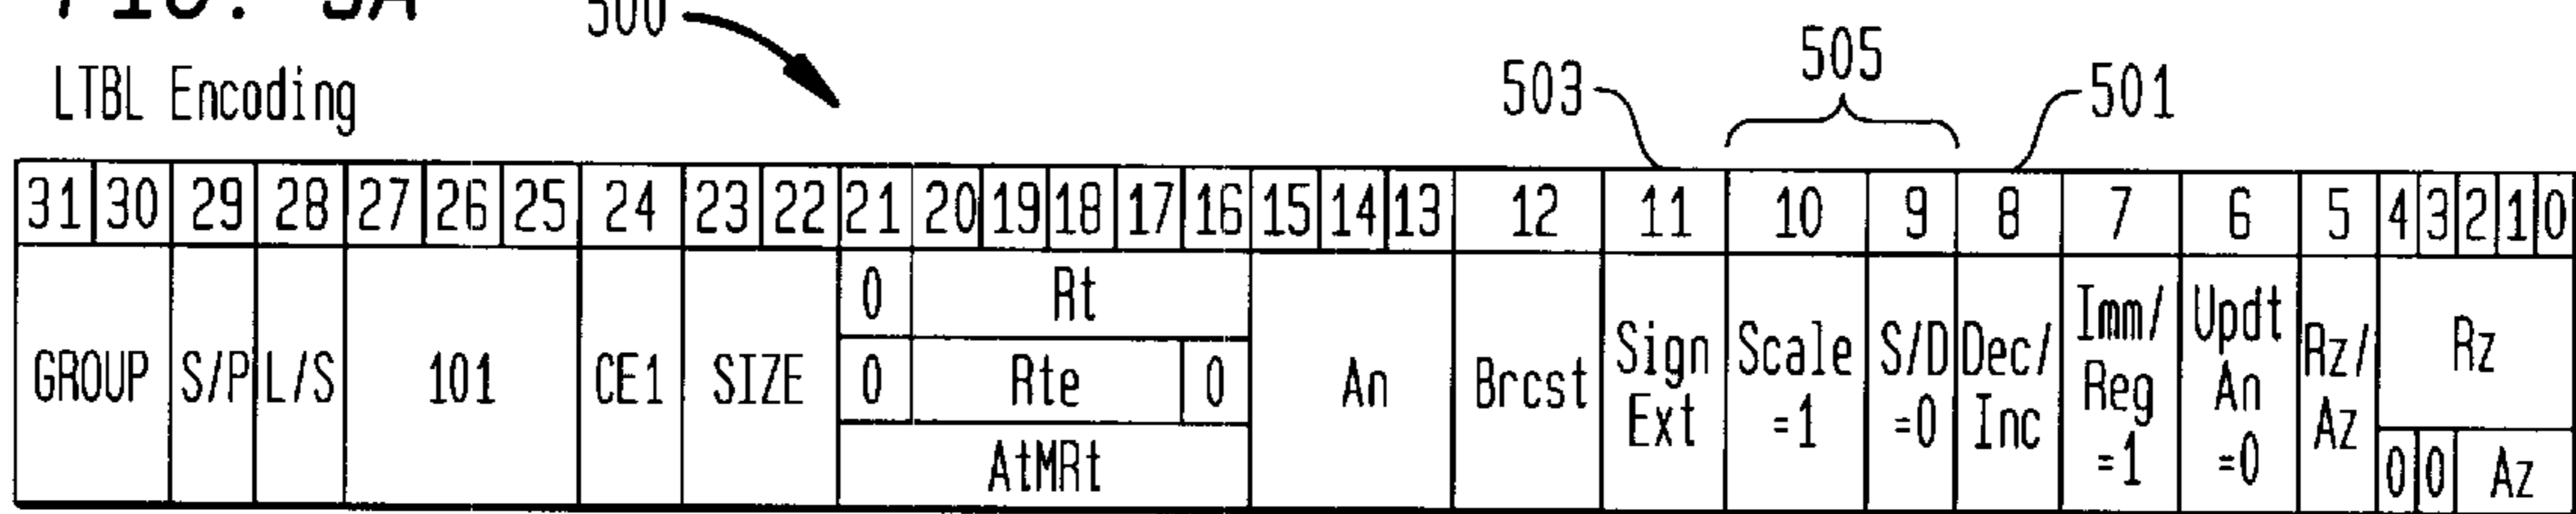 FIG. 5A
500
LTBL Encoding
503 505 501
31 30 29 28 27 26 25 24 23 22 21 20 19 18 17 16 15 14 13 12 11 10 9 8 7 6 5 4 3 2 1 0
GROUP S/P L/S 101 CE1 SIZE
0 Rt
0 Rte 0
AtMRt
An Brcst
Sign
Ext
Scale
=1
S/D
=0
Dec/
Inc
Imm/
Reg
=1
Updt
An
=0
Rz/
Az
Rz
0 0 Az